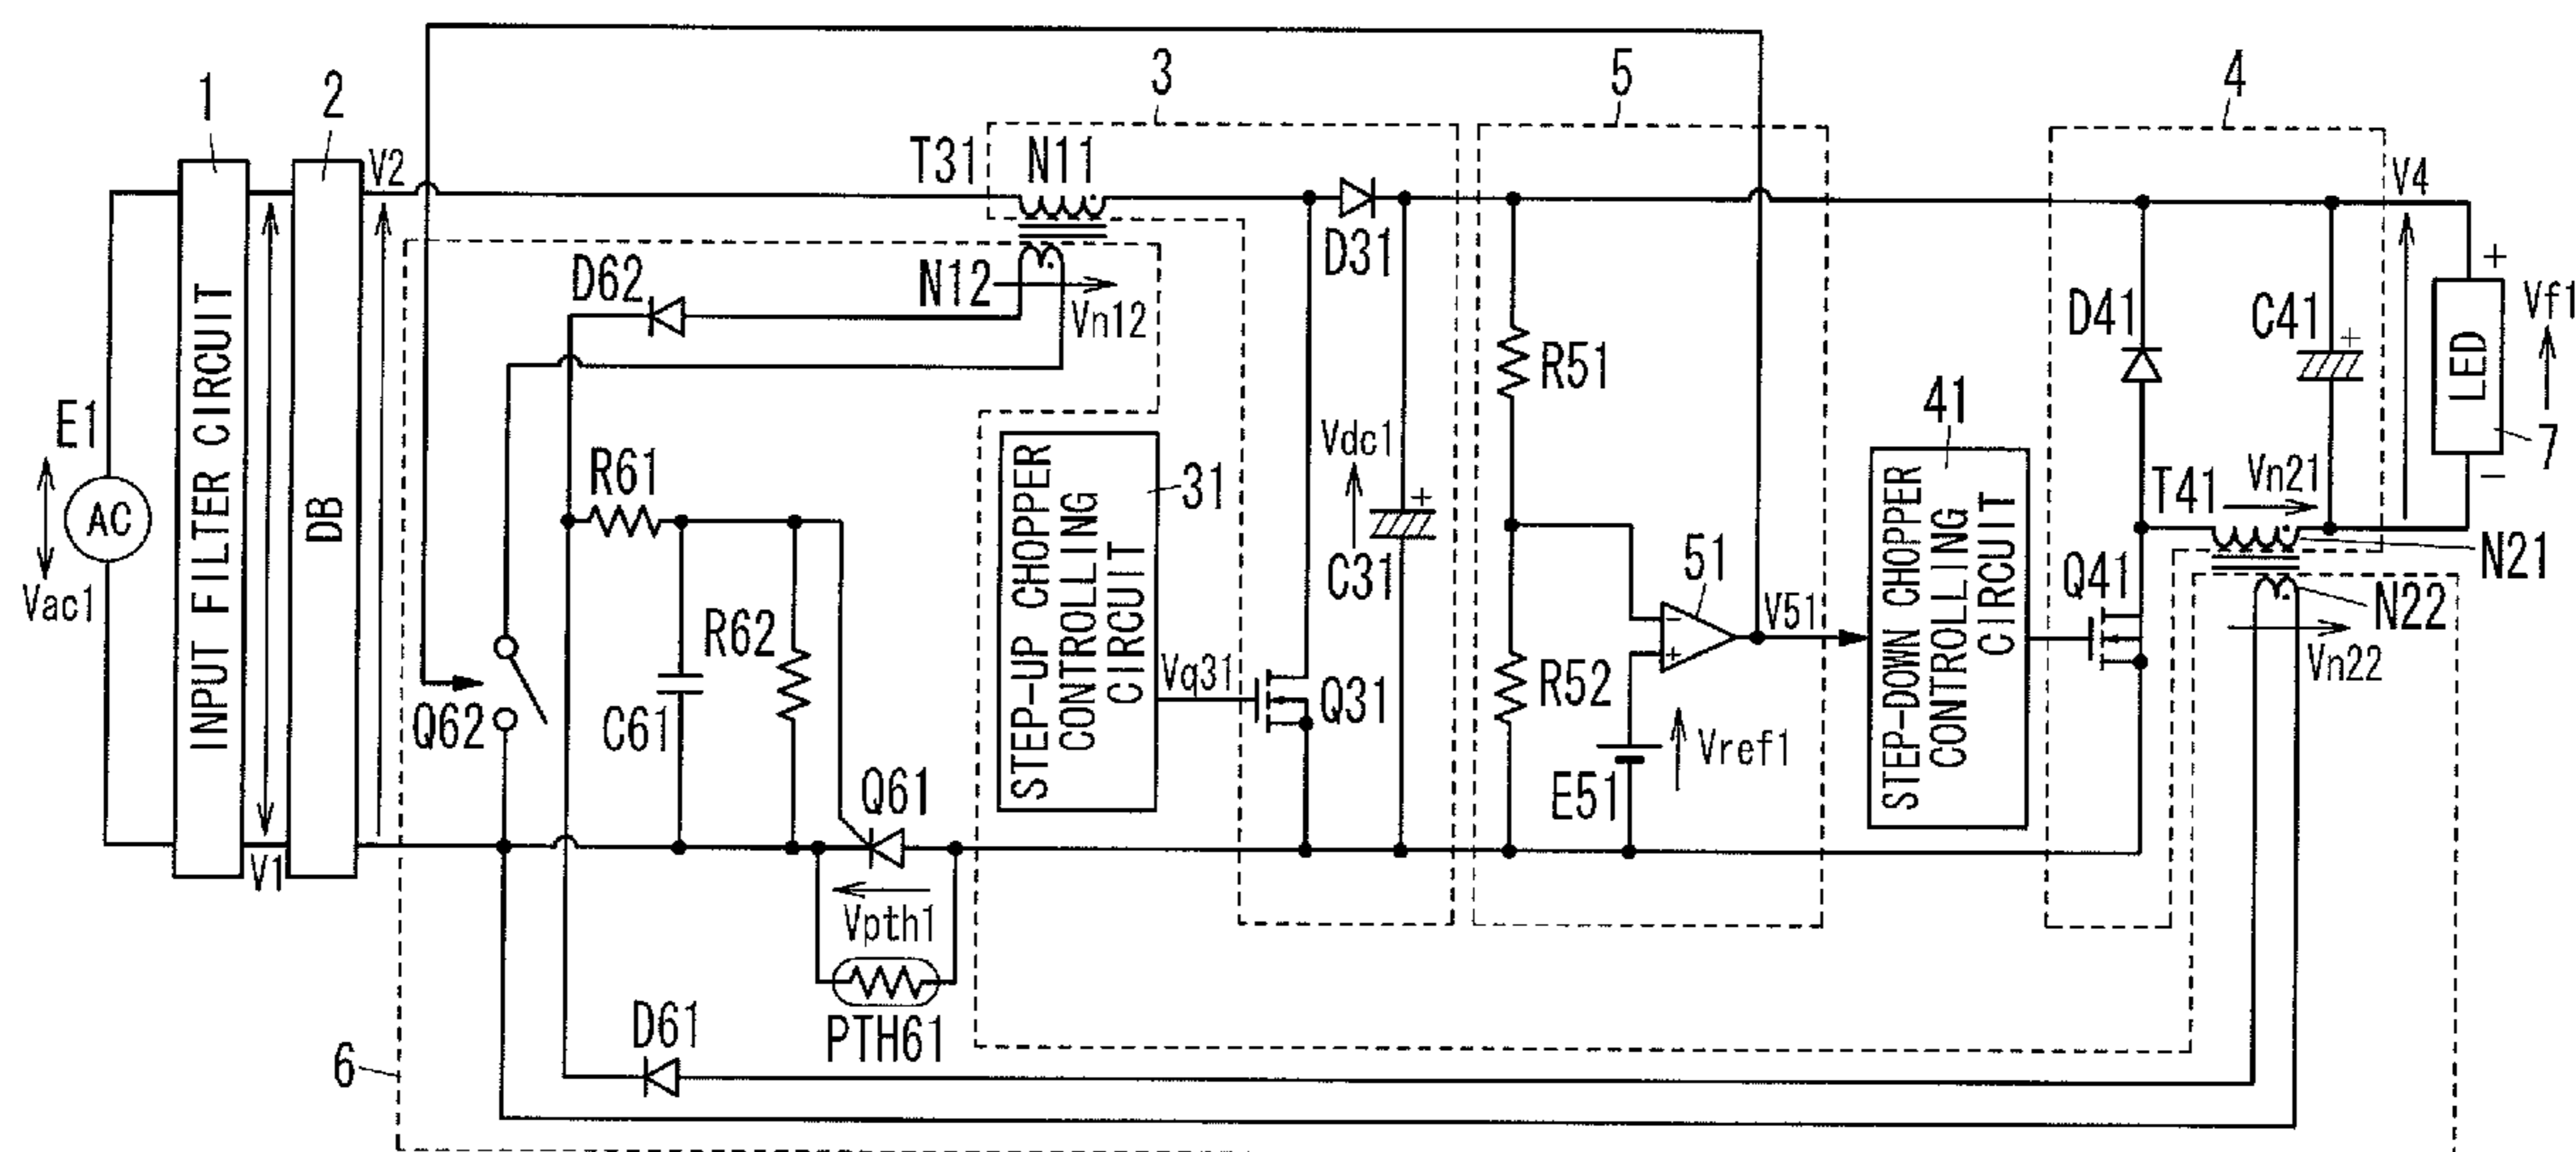 1
2
3
5
4
V2
T31
N11
V4
D62
N12
Vn12
D31
R51
D41
C41
+
+
LED
Vf1
−
7
E1
AC
Vac1
INPUT FILTER CIRCUIT
V1
DB
R61
R62
C61
Q62
Q61
STEP-UP CHOPPER
CONTROLLING
CIRCUIT
31
Vq31
Q31
Vdc1
+
C31
R52
51
−
+
V51
E51
Vref1
41
STEP-DOWN CHOPPER
CONTROLLING
CIRCUIT
Q41
T41
Vn21
N21
N22
Vn22
Vpth1
PTH61
D61
6